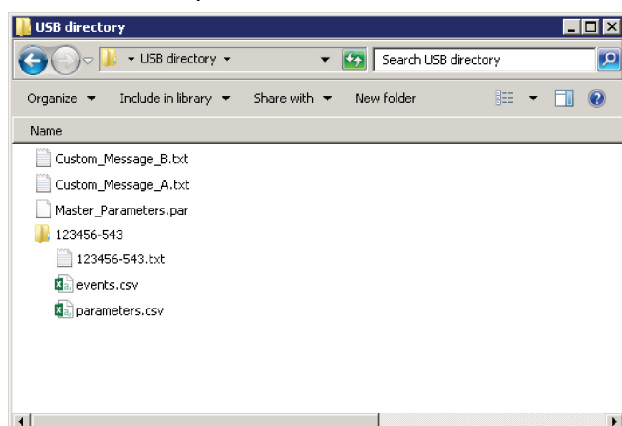 USB directory
USB directory Search USB directory
Organize Include in library Share with New folder
Name
Custom_Message_B.txt
Custom_Message_A.txt
Master_Parameters.par
123456-543
123456-543.txt
events.csv
parameters.csv